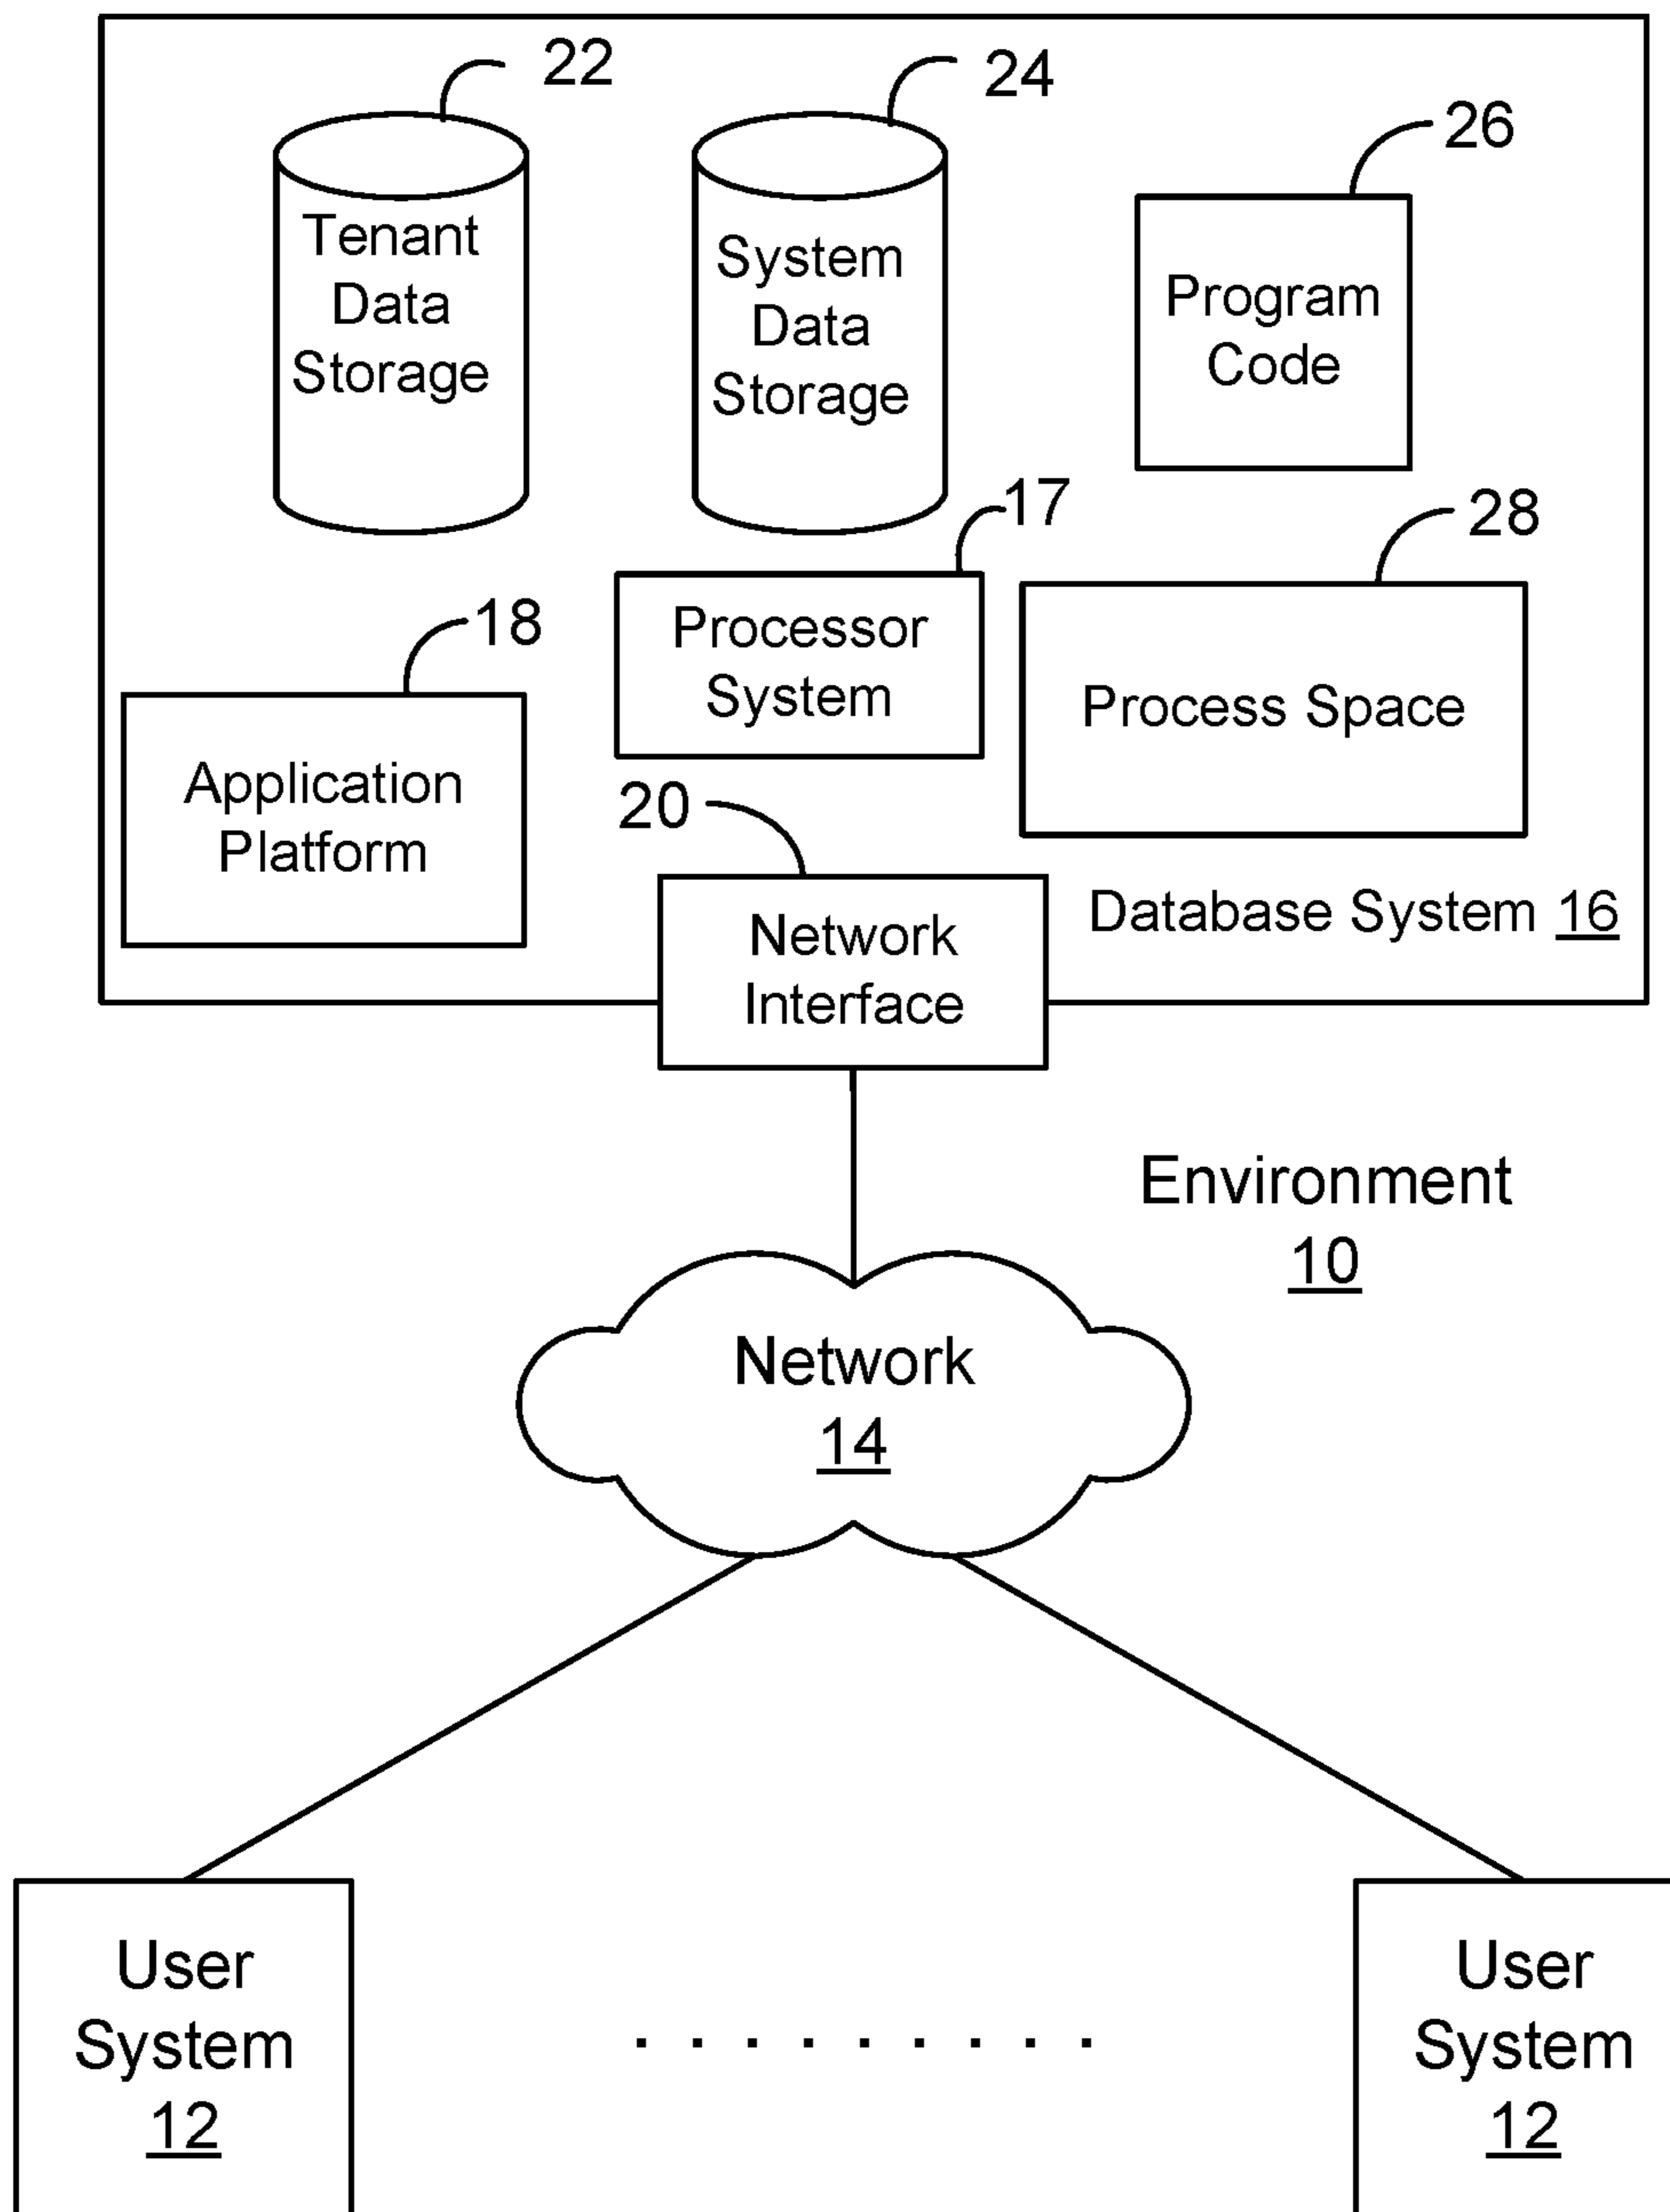 22
24
26
Tenant
Data
Storage
System
Data
Storage
Program
Code
17
28
18
Processor
System
Process Space
Application
Platform
20
Network
Interface
Database System 16
Environment
10
Network
14
User
System
12
. . . . . . . . .
User
System
12